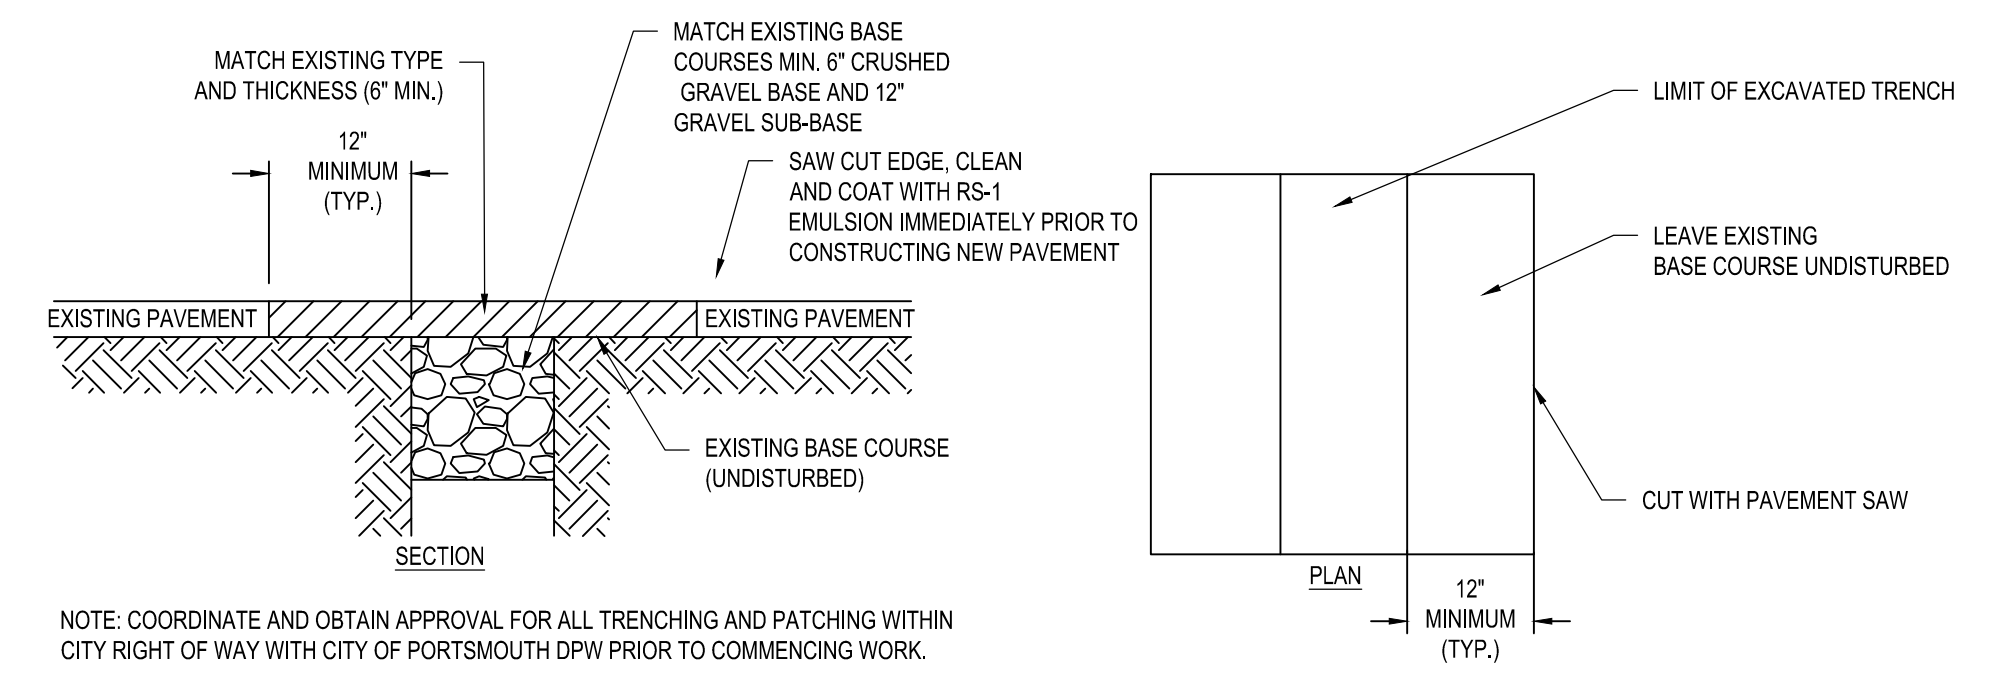 MATCH EXISTING TYPE
AND THICKNESS (6" MIN.)
12"
MINIMUM
(TYP.)
MATCH EXISTING BASE
COURSES MIN. 6" CRUSHED
GRAVEL BASE AND 12"
GRAVEL SUB-BASE
SAW CUT EDGE, CLEAN
AND COAT WITH RS-1
EMULSION IMMEDIATELY PRIOR TO
CONSTRUCTING NEW PAVEMENT
EXISTING PAVEMENT
EXISTING PAVEMENT
EXISTING BASE COURSE
(UNDISTURBED)
SECTION
NOTE: COORDINATE AND OBTAIN APPROVAL FOR ALL TRENCHING AND PATCHING WITHIN
CITY RIGHT OF WAY WITH CITY OF PORTSMOUTH DPW PRIOR TO COMMENCING WORK.
LIMIT OF EXCAVATED TRENCH
LEAVE EXISTING
BASE COURSE UNDISTURBED
CUT WITH PAVEMENT SAW
PLAN
12"
MINIMUM
(TYP.)